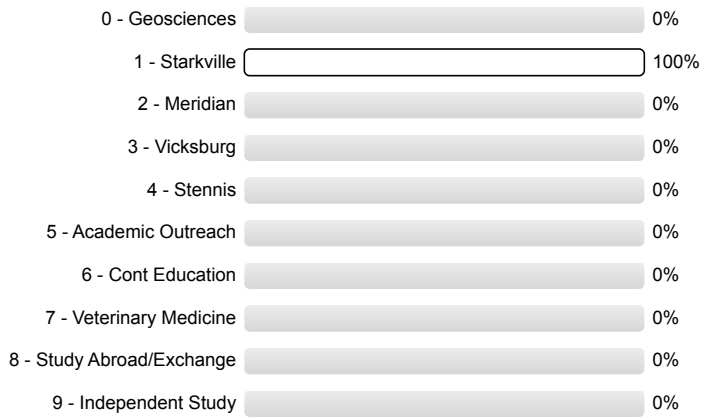 0 - Geosciences 0%
1 - Starkville 100%
2 - Meridian 0%
3 - Vicksburg 0%
4 - Stennis 0%
5 - Academic Outreach 0%
6 - Cont Education 0%
7 - Veterinary Medicine 0%
8 - Study Abroad/Exchange 0%
9 - Independent Study 0%